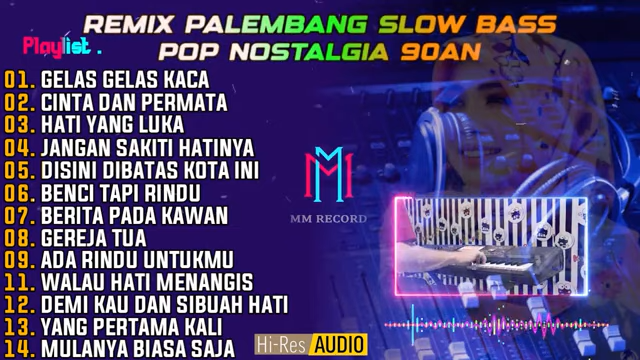 REMIX PALEMBANG SLOW BASS
POP NOSTALGIA 90AN
Playlist .
01. GELAS GELAS KACA
02. CINTA DAN PERMATA
03. HATI YANG LUKA
04. JANGAN SAKITI HATINYA
05. DISINI DIBATAS KOTA INI
06. BENCI TAPI RINDU
07. BERITA PADA KAWAN
08. GEREJA TUA
09. ADA RINDU UNTUKMU
11. WALAU HATI MENANGIS
12. DEMI KAU DAN SIBUAH HATI
13. YANG PERTAMA KALI
14. MULANYA BIASA SAJA
MM RECORD
Hi-Res AUDIO